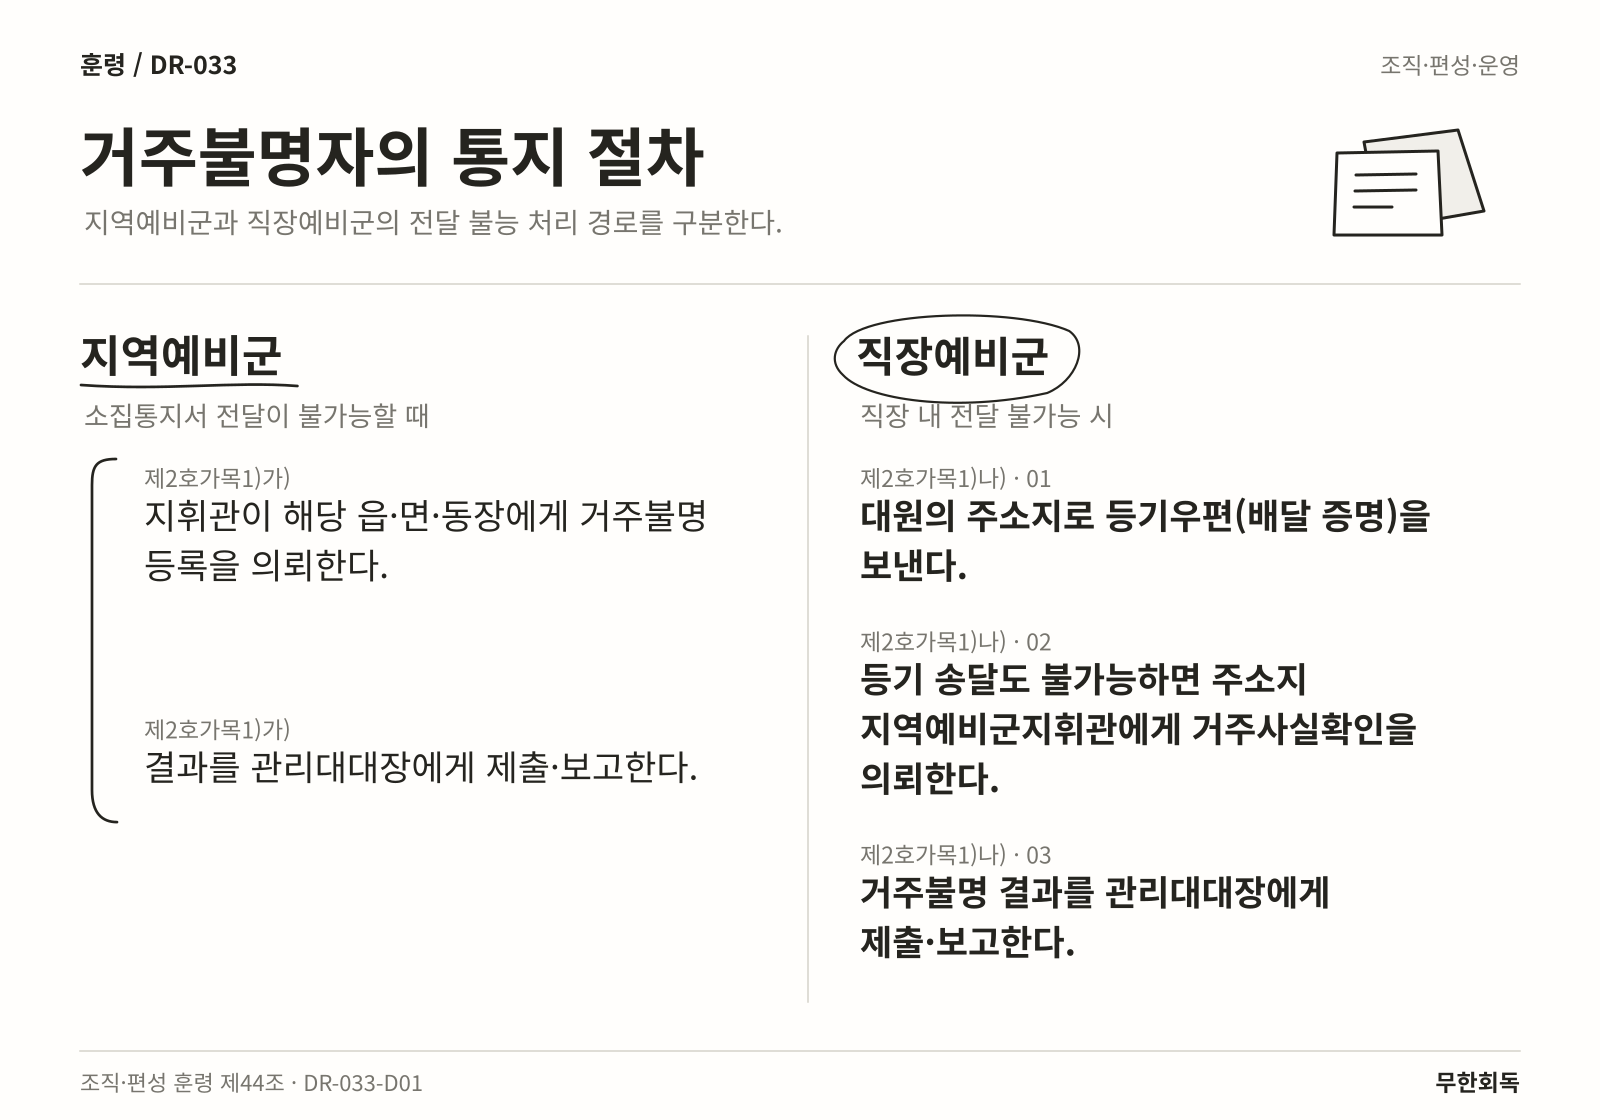 훈령 / DR-033
조직·편성·운영
거주불명자의 통지 절차
지역예비군과 직장예비군의 전달 불능 처리 경로를 구분한다.
지역예비군
소집통지서 전달이 불가능할 때
제2호가목1)가)
지휘관이 해당 읍·면·동장에게 거주불명
등록을 의뢰한다.
제2호가목1)가)
결과를 관리대대장에게 제출·보고한다.
직장예비군
직장 내 전달 불가능 시
제2호가목1)나) · 01
대원의 주소지로 등기우편(배달 증명)을
보낸다.
제2호가목1)나) · 02
등기 송달도 불가능하면 주소지
지역예비군지휘관에게 거주사실확인을
의뢰한다.
제2호가목1)나) · 03
거주불명 결과를 관리대대장에게
제출·보고한다.
조직·편성 훈령 제44조 · DR-033-D01
무한회독